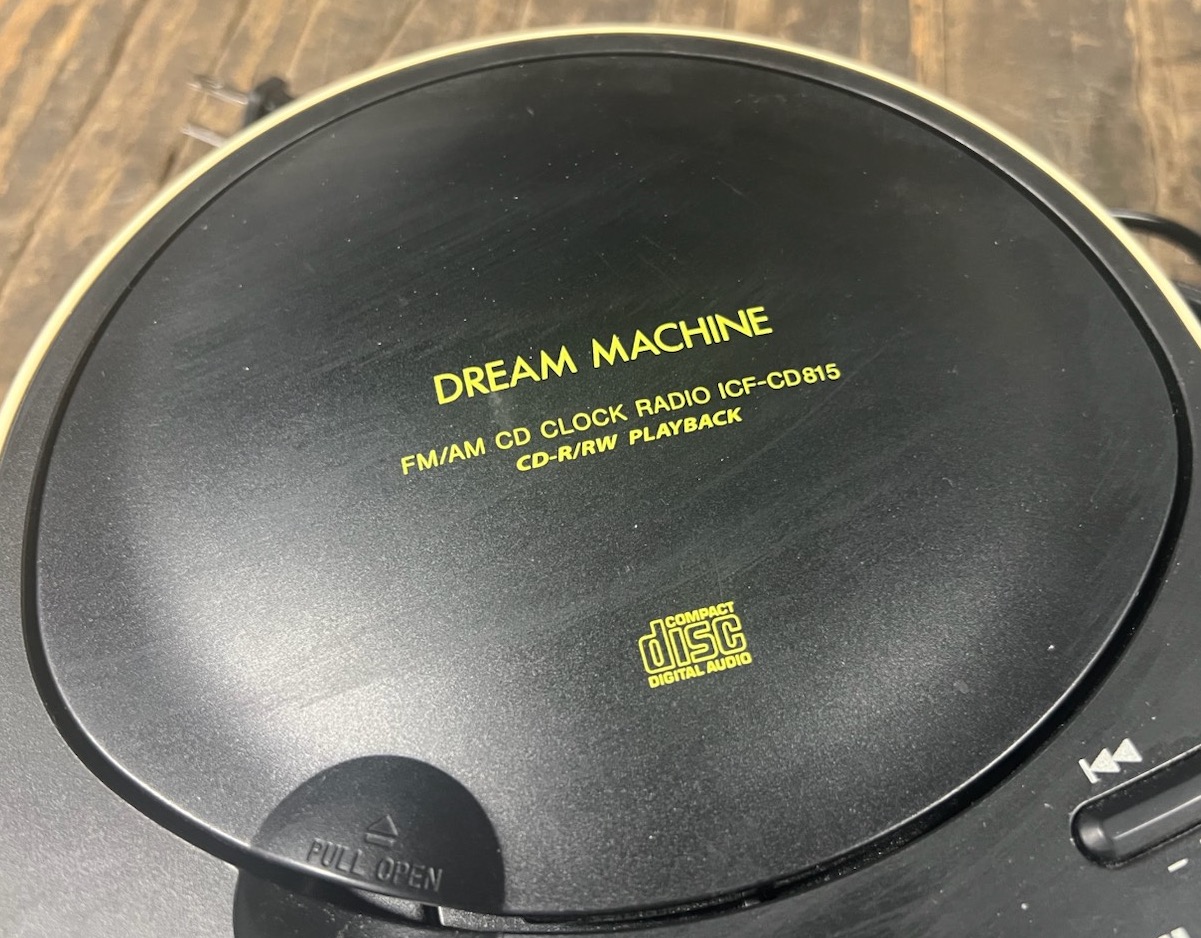 DREAM MACHINE
FM/AM CD CLOCK RADIO ICF-CD815
CD-R/RW PLAYBACK
COMPACT
disc
DIGITAL AUDIO
PULL OPEN